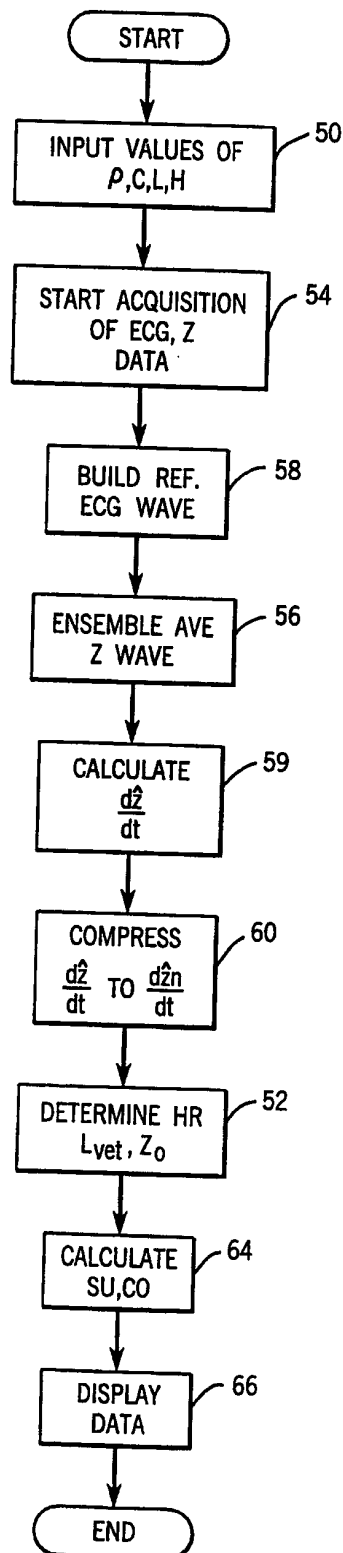 START
INPUT VALUES OF
ρ,C,L,H
50
START ACQUISITION
OF ECG, Z
DATA
54
BUILD REF.
ECG WAVE
58
ENSEMBLE AVE
Z WAVE
56
CALCULATE
dẑ
dt
59
COMPRESS
dẑ TO dẑn
dt dt
60
DETERMINE HR
Lvet, Zo
52
CALCULATE
SU,CO
64
DISPLAY
DATA
66
END